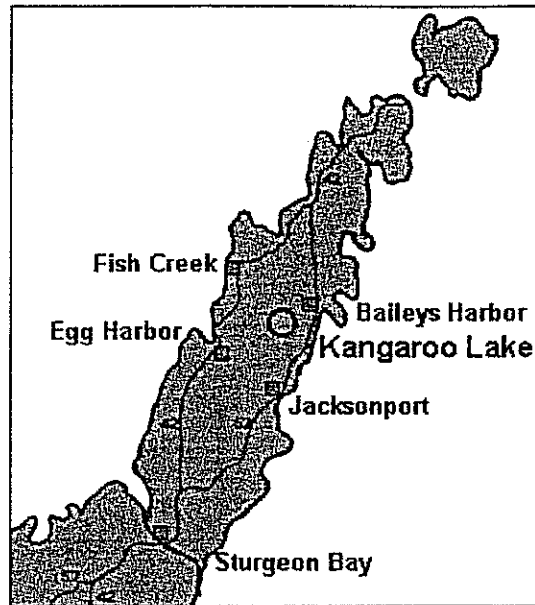 Fish Creek
Baileys Harbor
Egg Harbor
Kangaroo Lake
Jacksonport
Sturgeon Bay